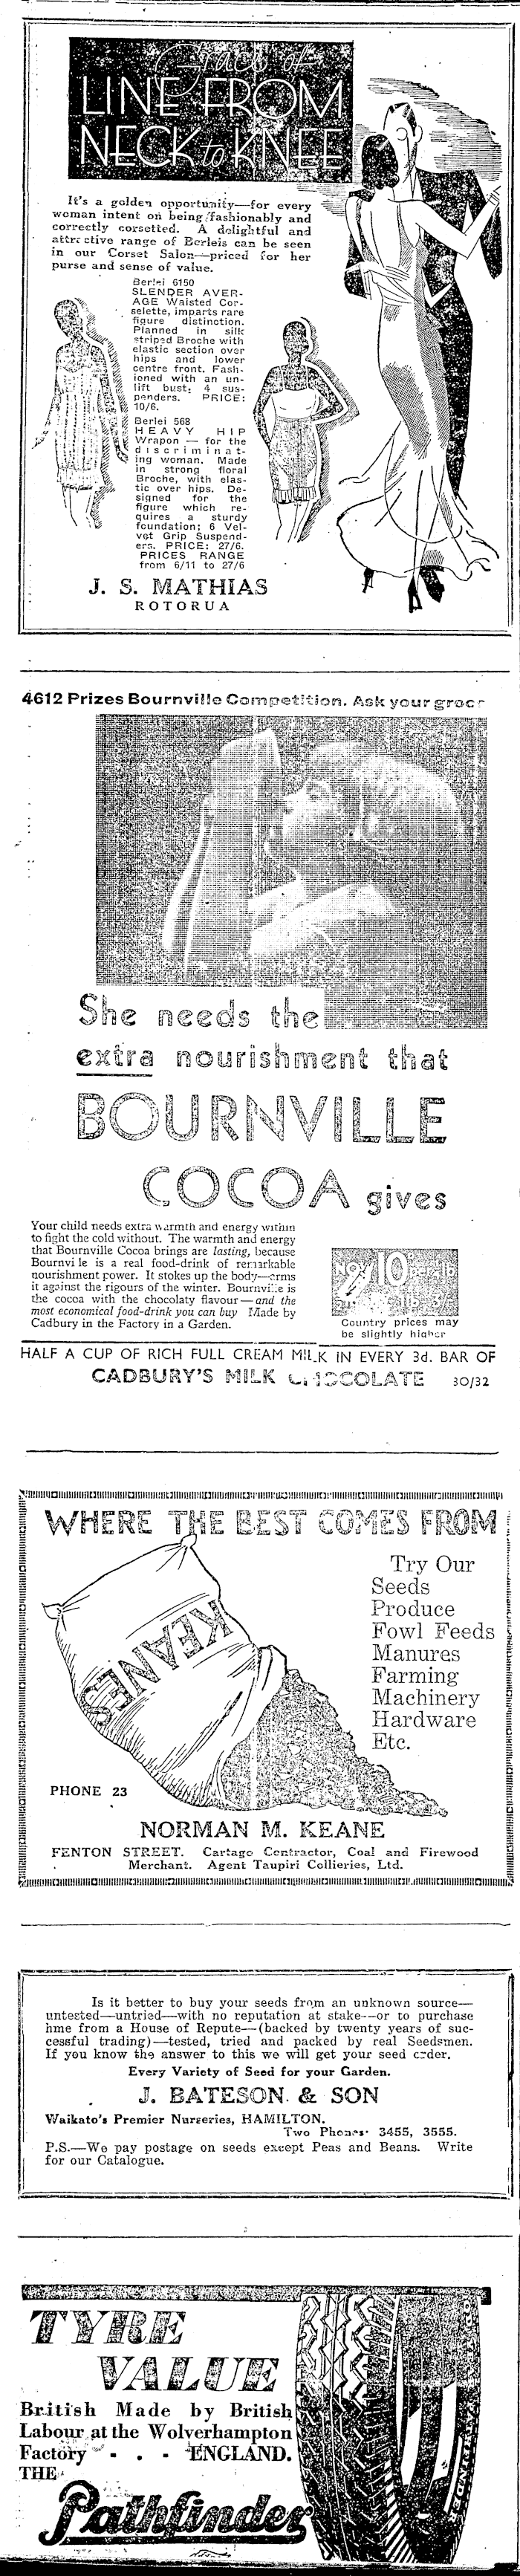 Grace of
LINE FROM
NECK to KNEE
It's a golden opportunity—for every
woman intent on being fashionably and
correctly corsetted. A delightful and
attractive range of Berleis can be seen
in our Corset Salon—priced for her
purse and sense of value.
Berlei 6150
SLENDER AVER-
AGE Waisted Cor-
selette, imparts rare
figure distinction.
Planned in silk
striped Broche with
elastic section over
hips and lower
centre front. Fash-
ioned with an un-
lift bust; 4 sus-
penders. PRICE:
10/6.
Berlei 568
HEAVY HIP
Wrapon — for the
discriminat-
ing woman. Made
in strong floral
Broche, with elas-
tic over hips. De-
signed for the
figure which re-
quires a sturdy
foundation; 6 Vel-
vet Grip Suspend-
ers. PRICE: 27/6.
PRICES RANGE
from 6/11 to 27/6
J. S. MATHIAS
ROTORUA
4612 Prizes Bournville Competition. Ask your grocer
She needs the
extra nourishment that
BOURNVILLE
COCOA gives
Your child needs extra warmth and energy within
to fight the cold without. The warmth and energy
that Bournville Cocoa brings are lasting, because
Bournville is a real food-drink of remarkable
nourishment power. It stokes up the body—arms
it against the rigours of the winter. Bournville is
the cocoa with the chocolaty flavour—and the
most economical food-drink you can buy Made by
Cadbury in the Factory in a Garden.
NOW 10D per ½lb
Country prices may
be slightly higher
HALF A CUP OF RICH FULL CREAM MILK IN EVERY 3d. BAR OF
CADBURY'S MILK CHOCOLATE 30/32
WHERE THE BEST COMES FROM
Try Our
Seeds
Produce
Fowl Feeds
Manures
Farming
Machinery
Hardware
Etc.
KEANES
PHONE 23
NORMAN M. KEANE
FENTON STREET. Cartage Contractor, Coal and Firewood
Merchant. Agent Taupiri Collieries, Ltd.
Is it better to buy your seeds from an unknown source—
untested—untried—with no reputation at stake—or to purchase
hme from a House of Repute—(backed by twenty years of suc-
cessful trading)—tested, tried and packed by real Seedsmen.
If you know the answer to this we will get your seed order.
Every Variety of Seed for your Garden.
J. BATESON & SON
Waikato's Premier Nurseries, HAMILTON.
Two Phones: 3455, 3555.
P.S.—We pay postage on seeds except Peas and Beans. Write
for our Catalogue.
TYRE
VALUE
British Made by British
Labour at the Wolverhampton
Factory - . - ENGLAND.
THE
Pathfinder